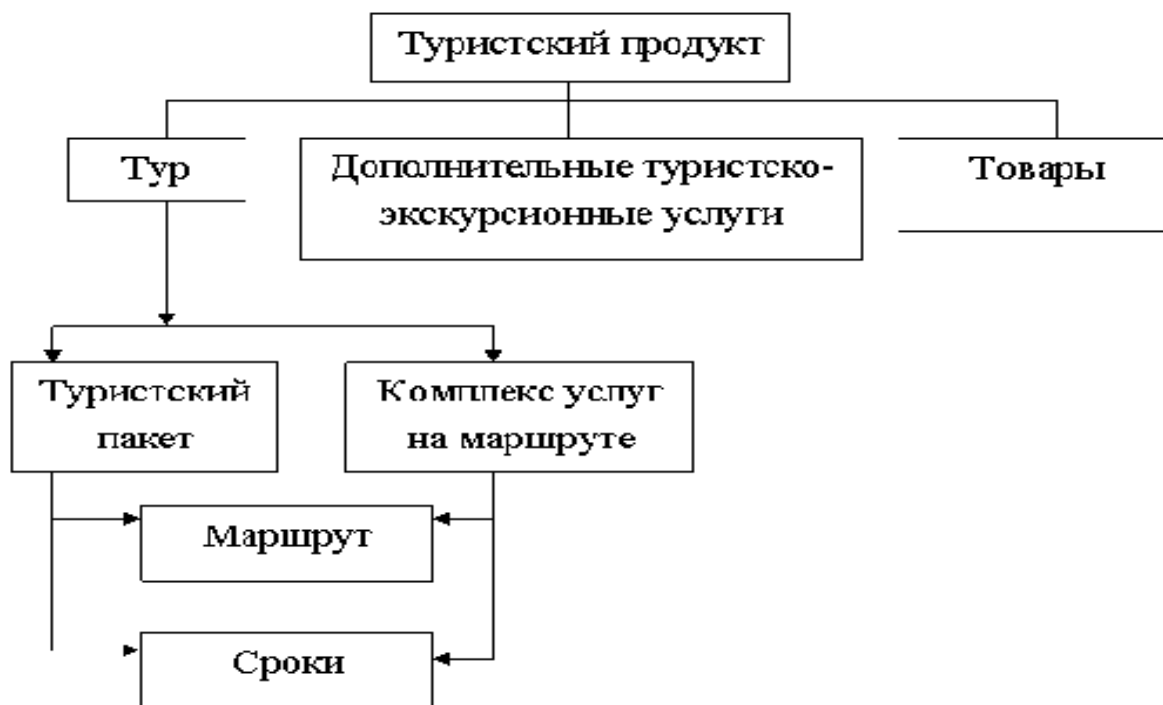 Туристский продукт
Тур
Дополнительные туристско-
экскурсионные услуги
Товары
Туристский
пакет
Комплекс услуг
на маршруте
Маршрут
Сроки